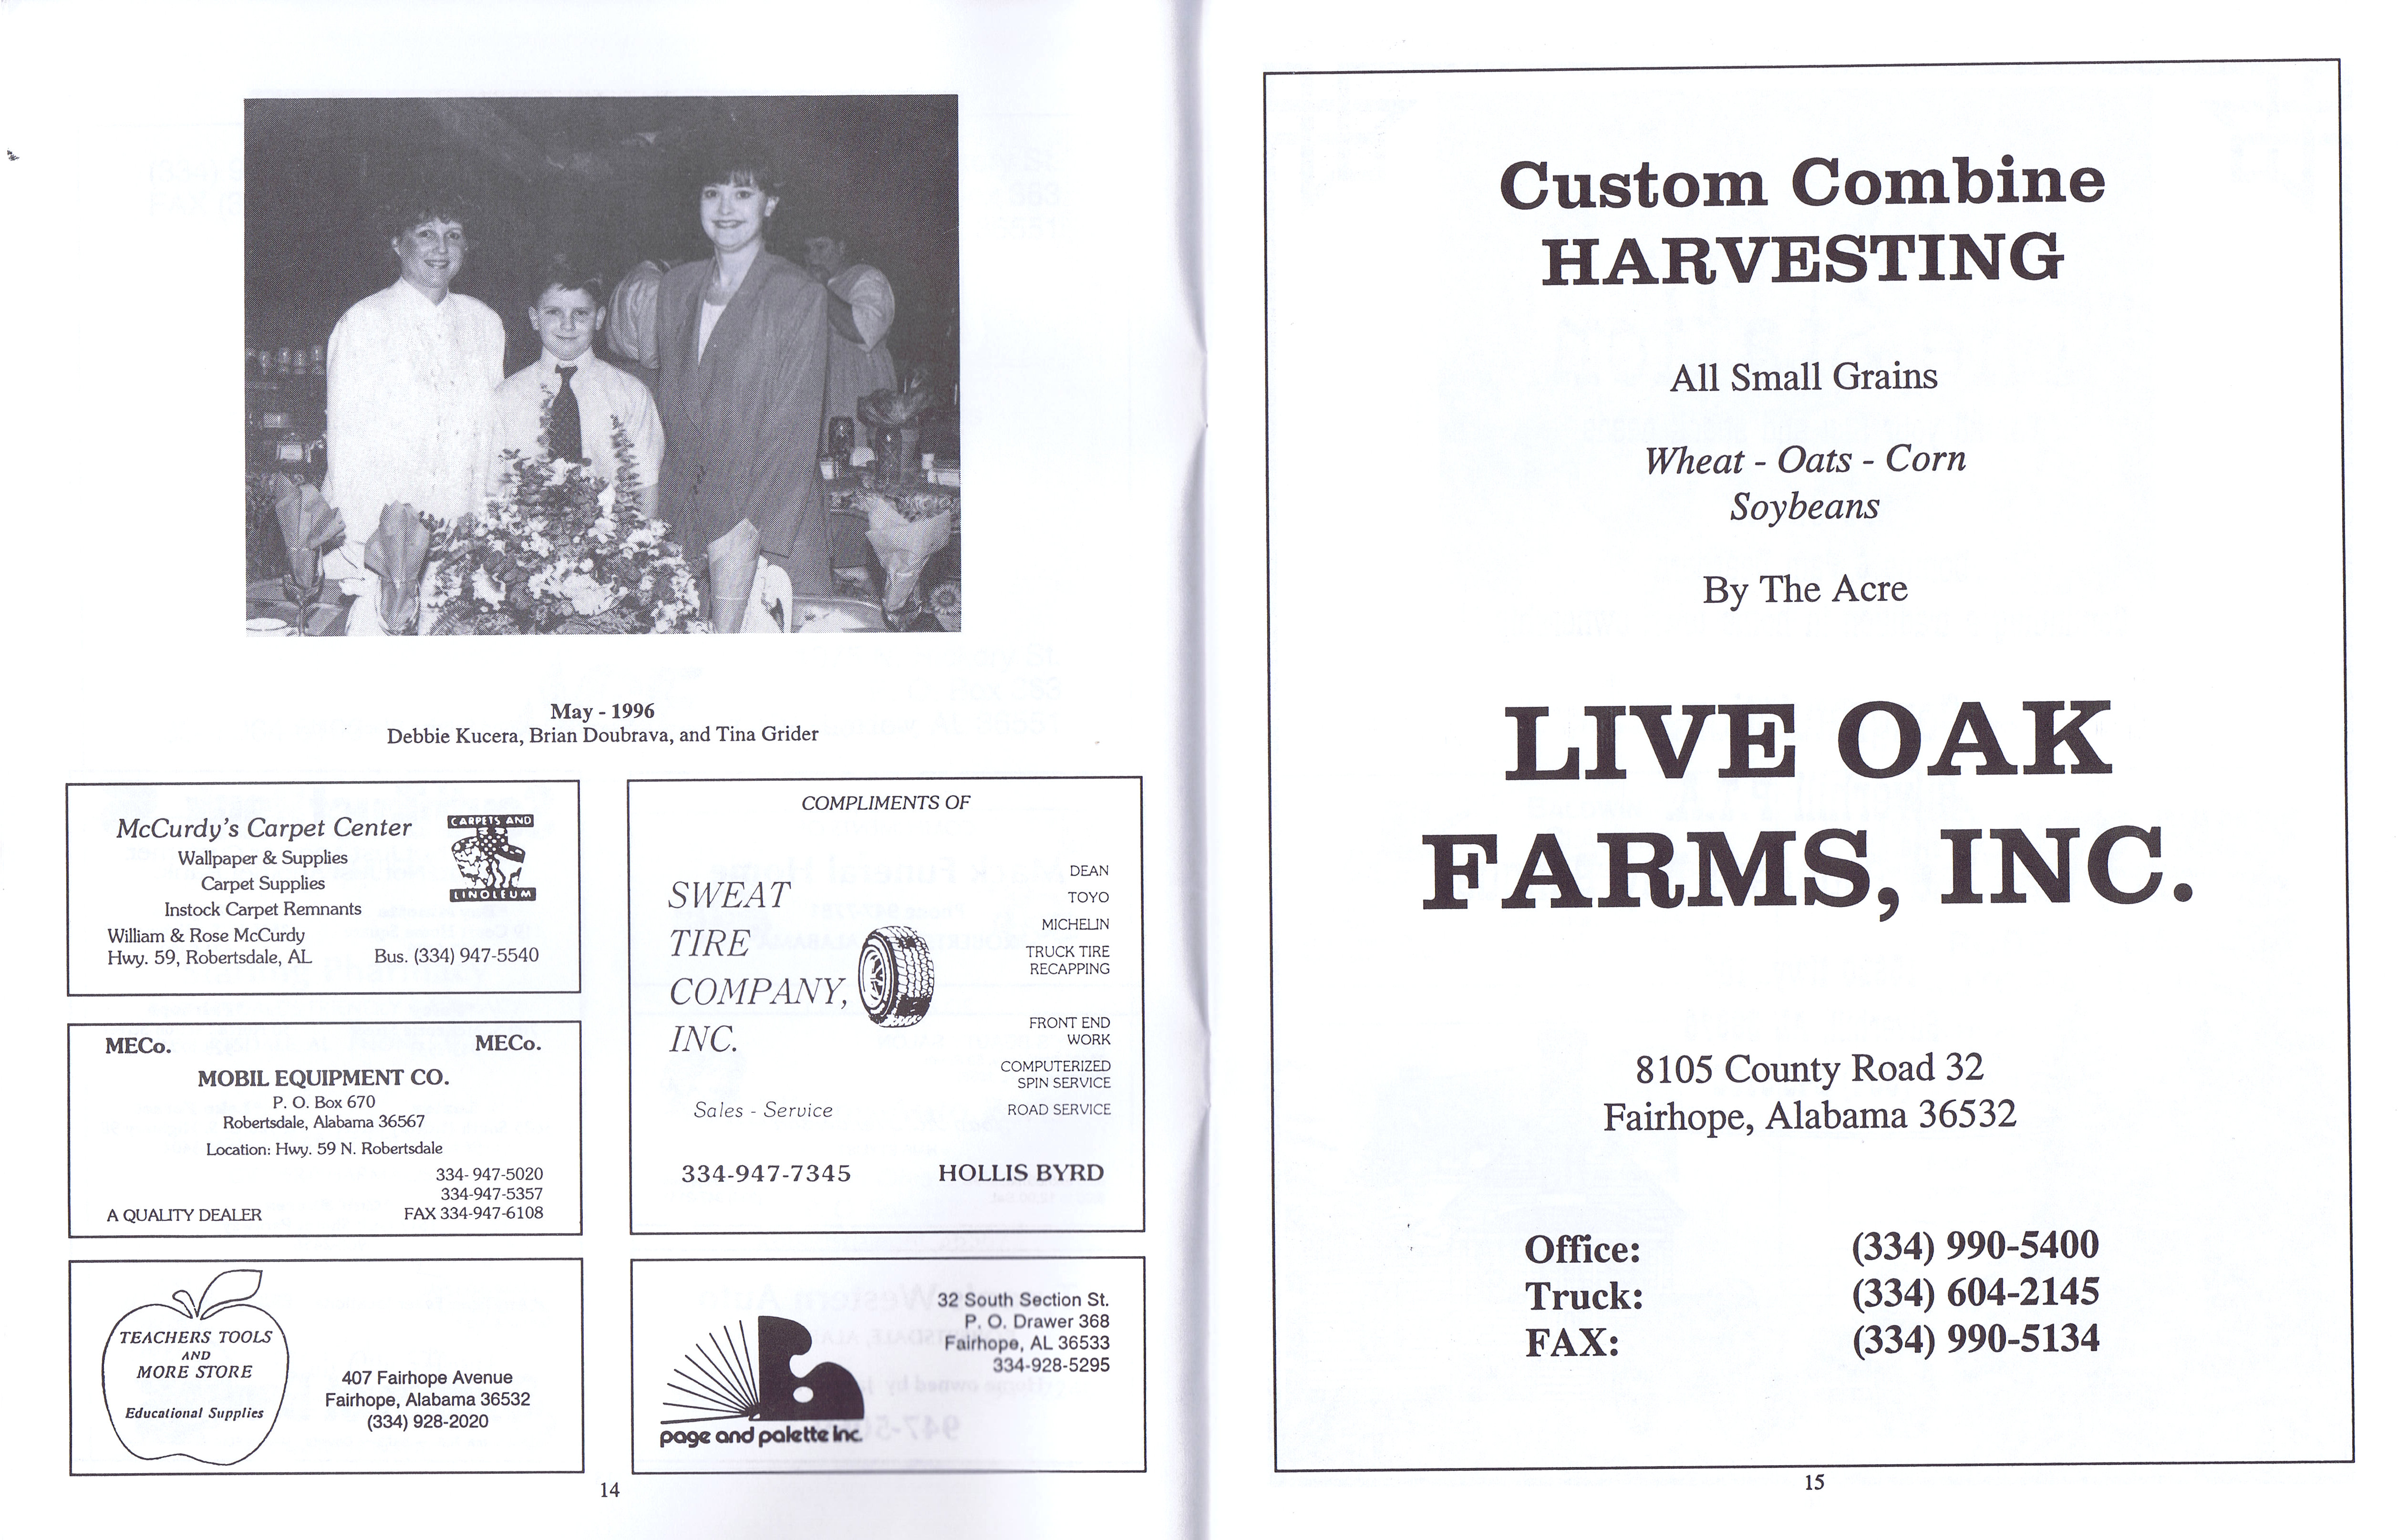 May - 1996
Debbie Kucera, Brian Doubrava, and Tina Grider
McCurdy's Carpet Center
Wallpaper & Supplies
Carpet Supplies
Instock Carpet Remnants
William & Rose McCurdy
Hwy. 59, Robertsdale, AL
Bus. (334) 947-5540
CARPETS AND
LINOLEUM
MECo.
MECo.
MOBIL EQUIPMENT CO.
P. O. Box 670
Robertsdale, Alabama 36567
Location: Hwy. 59 N. Robertsdale
334- 947-5020
334-947-5357
A QUALITY DEALER
FAX 334-947-6108
TEACHERS TOOLS
AND
MORE STORE
Educational Supplies
407 Fairhope Avenue
Fairhope, Alabama 36532
(334) 928-2020
COMPLIMENTS OF
SWEAT
TIRE
COMPANY,
INC.
DEAN
TOYO
MICHELIN
TRUCK TIRE
RECAPPING
FRONT END
WORK
COMPUTERIZED
SPIN SERVICE
ROAD SERVICE
Sales - Service
334-947-7345
HOLLIS BYRD
32 South Section St.
P. O. Drawer 368
Fairhope, AL 36533
334-928-5295
page and palette inc.
14
Custom Combine
HARVESTING
All Small Grains
Wheat - Oats - Corn
Soybeans
By The Acre
LIVE OAK
FARMS, INC.
8105 County Road 32
Fairhope, Alabama 36532
Office: (334) 990-5400
Truck: (334) 604-2145
FAX: (334) 990-5134
15